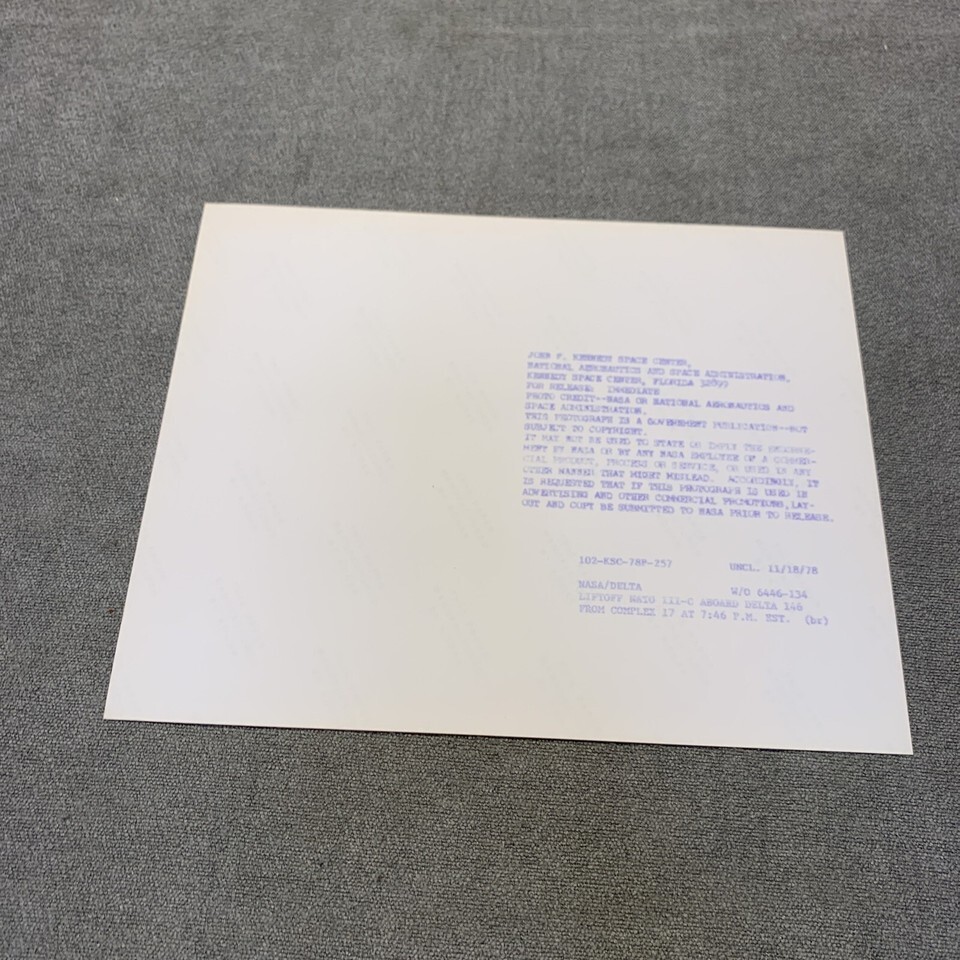 JOHN F. KENNEDY SPACE CENTER,
NATIONAL AERONAUTICS AND SPACE ADMINISTRATION,
KENNEDY SPACE CENTER, FLORIDA 32899
FOR RELEASE: IMMEDIATE
PHOTO CREDIT--NASA OR NATIONAL AERONAUTICS AND
SPACE ADMINISTRATION.
THIS PHOTOGRAPH IS A GOVERNMENT PUBLICATION--NOT
SUBJECT TO COPYRIGHT.
IT MAY NOT BE USED TO STATE OR IMPLY THE ENDORSE-
MENT BY NASA OR BY ANY NASA EMPLOYEE OF A COMMER-
CIAL PRODUCT, PROCESS OR SERVICE, OR USED IN ANY
OTHER MANNER THAT MIGHT MISLEAD. ACCORDINGLY, IT
IS REQUESTED THAT IF THIS PHOTOGRAPH IS USED IN
ADVERTISING AND OTHER COMMERCIAL PROMOTIONS, LAY-
OUT AND COPY BE SUBMITTED TO NASA PRIOR TO RELEASE.
102-KSC-78P-257 UNCL. 11/18/78
NASA/DELTA W/O 6446-134
LIFTOFF NATO III-C ABOARD DELTA 146
FROM COMPLEX 17 AT 7:46 P.M. EST. (br)